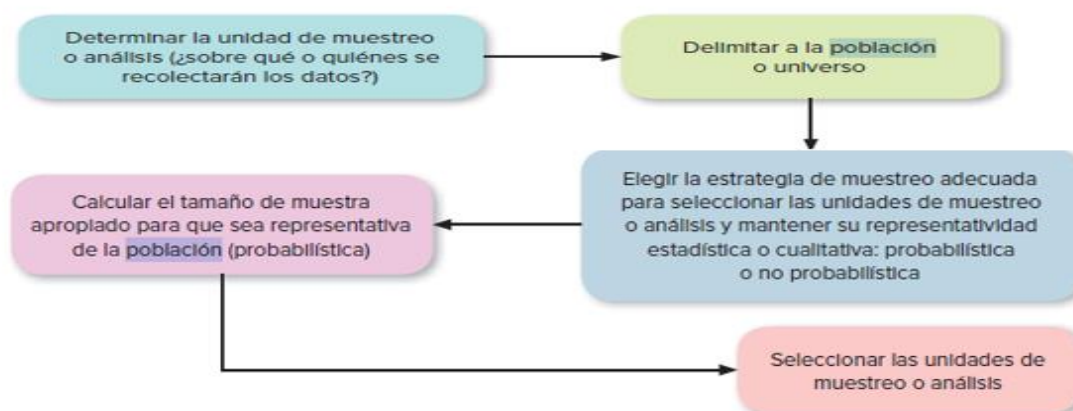 Determinar la unidad de muestreo
o análisis (¿sobre qué o quiénes se
recolectarán los datos?)
Delimitar a la población
o universo
Elegir la estrategia de muestreo adecuada
para seleccionar las unidades de muestreo
o análisis y mantener su representatividad
estadística o cualitativa: probabilística
o no probabilística
Calcular el tamaño de muestra
apropiado para que sea representativa
de la población (probabilística)
Seleccionar las unidades de
muestreo o análisis